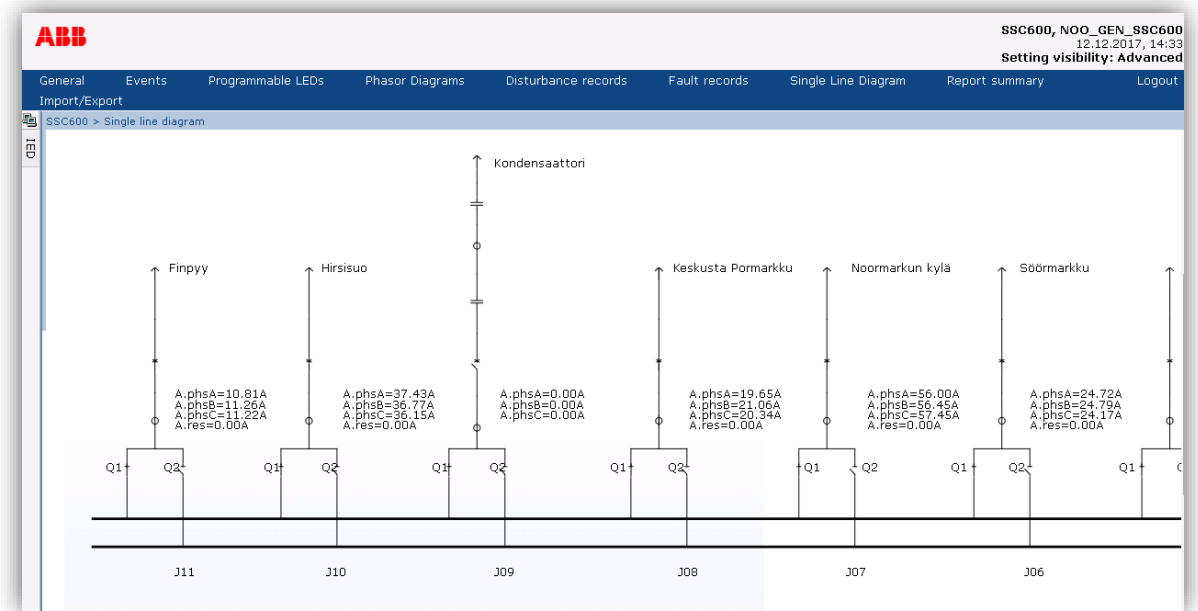 ABB
SSC600, NOO_GEN_SSC600
12.12.2017, 14:33
Setting visibility: Advanced
General Events Programmable LEDs Phasor Diagrams Disturbance records Fault records Single Line Diagram Report summary Logout
Import/Export
IED
SSC600 > Single line diagram
Kondensaattori
Finpyy
Hirsisuo
Keskusta Pormarkku
Noormarkun kylä
Söörmarkku
A.phsA=10.81A
A.phsB=11.26A
A.phsC=11.22A
A.res=0.00A
A.phsA=37.43A
A.phsB=36.77A
A.phsC=36.15A
A.res=0.00A
A.phsA=0.00A
A.phsB=0.00A
A.phsC=0.00A
A.phsA=19.65A
A.phsB=21.06A
A.phsC=20.34A
A.res=0.00A
A.phsA=56.00A
A.phsB=56.45A
A.phsC=57.45A
A.res=0.00A
A.phsA=24.72A
A.phsB=24.79A
A.phsC=24.17A
A.res=0.00A
Q1 Q2 Q1 Q2 Q1 Q2 Q1 Q2 Q1 Q2 Q1 Q2 Q1
J11 J10 J09 J08 J07 J06